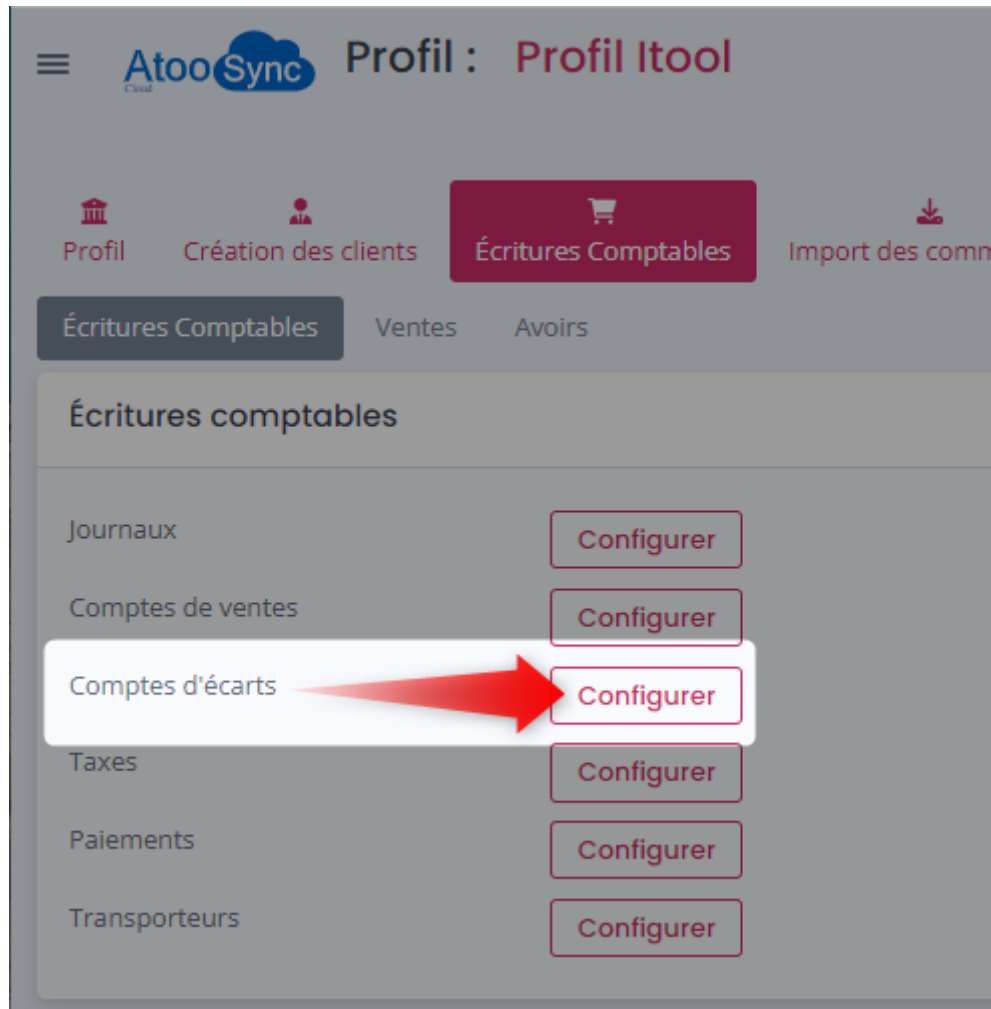 AtooSync Cloud Profil : Profil Itool
Profil Création des clients Écritures Comptables Import des comm
Écritures Comptables Ventes Avoirs
Écritures comptables
Journaux Configurer
Comptes de ventes Configurer
Comptes d'écarts Configurer
Taxes Configurer
Paiements Configurer
Transporteurs Configurer